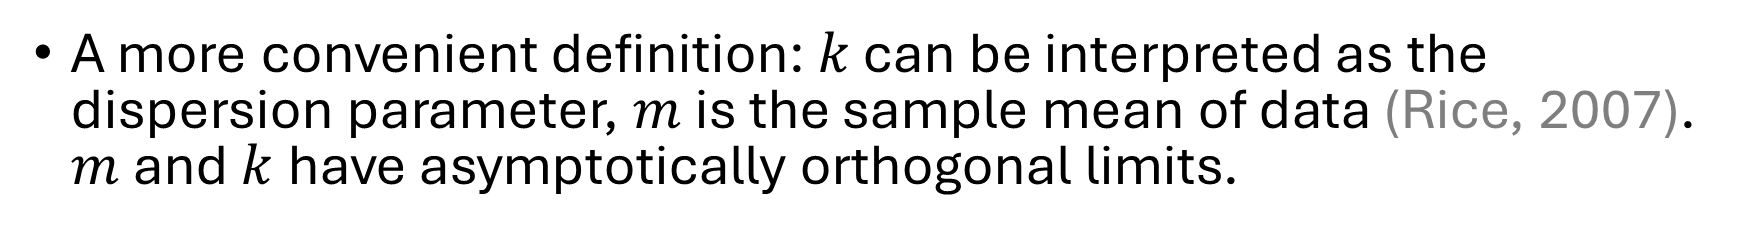 • A more convenient definition: k can be interpreted as the
dispersion parameter, m is the sample mean of data (Rice, 2007).
m and k have asymptotically orthogonal limits.